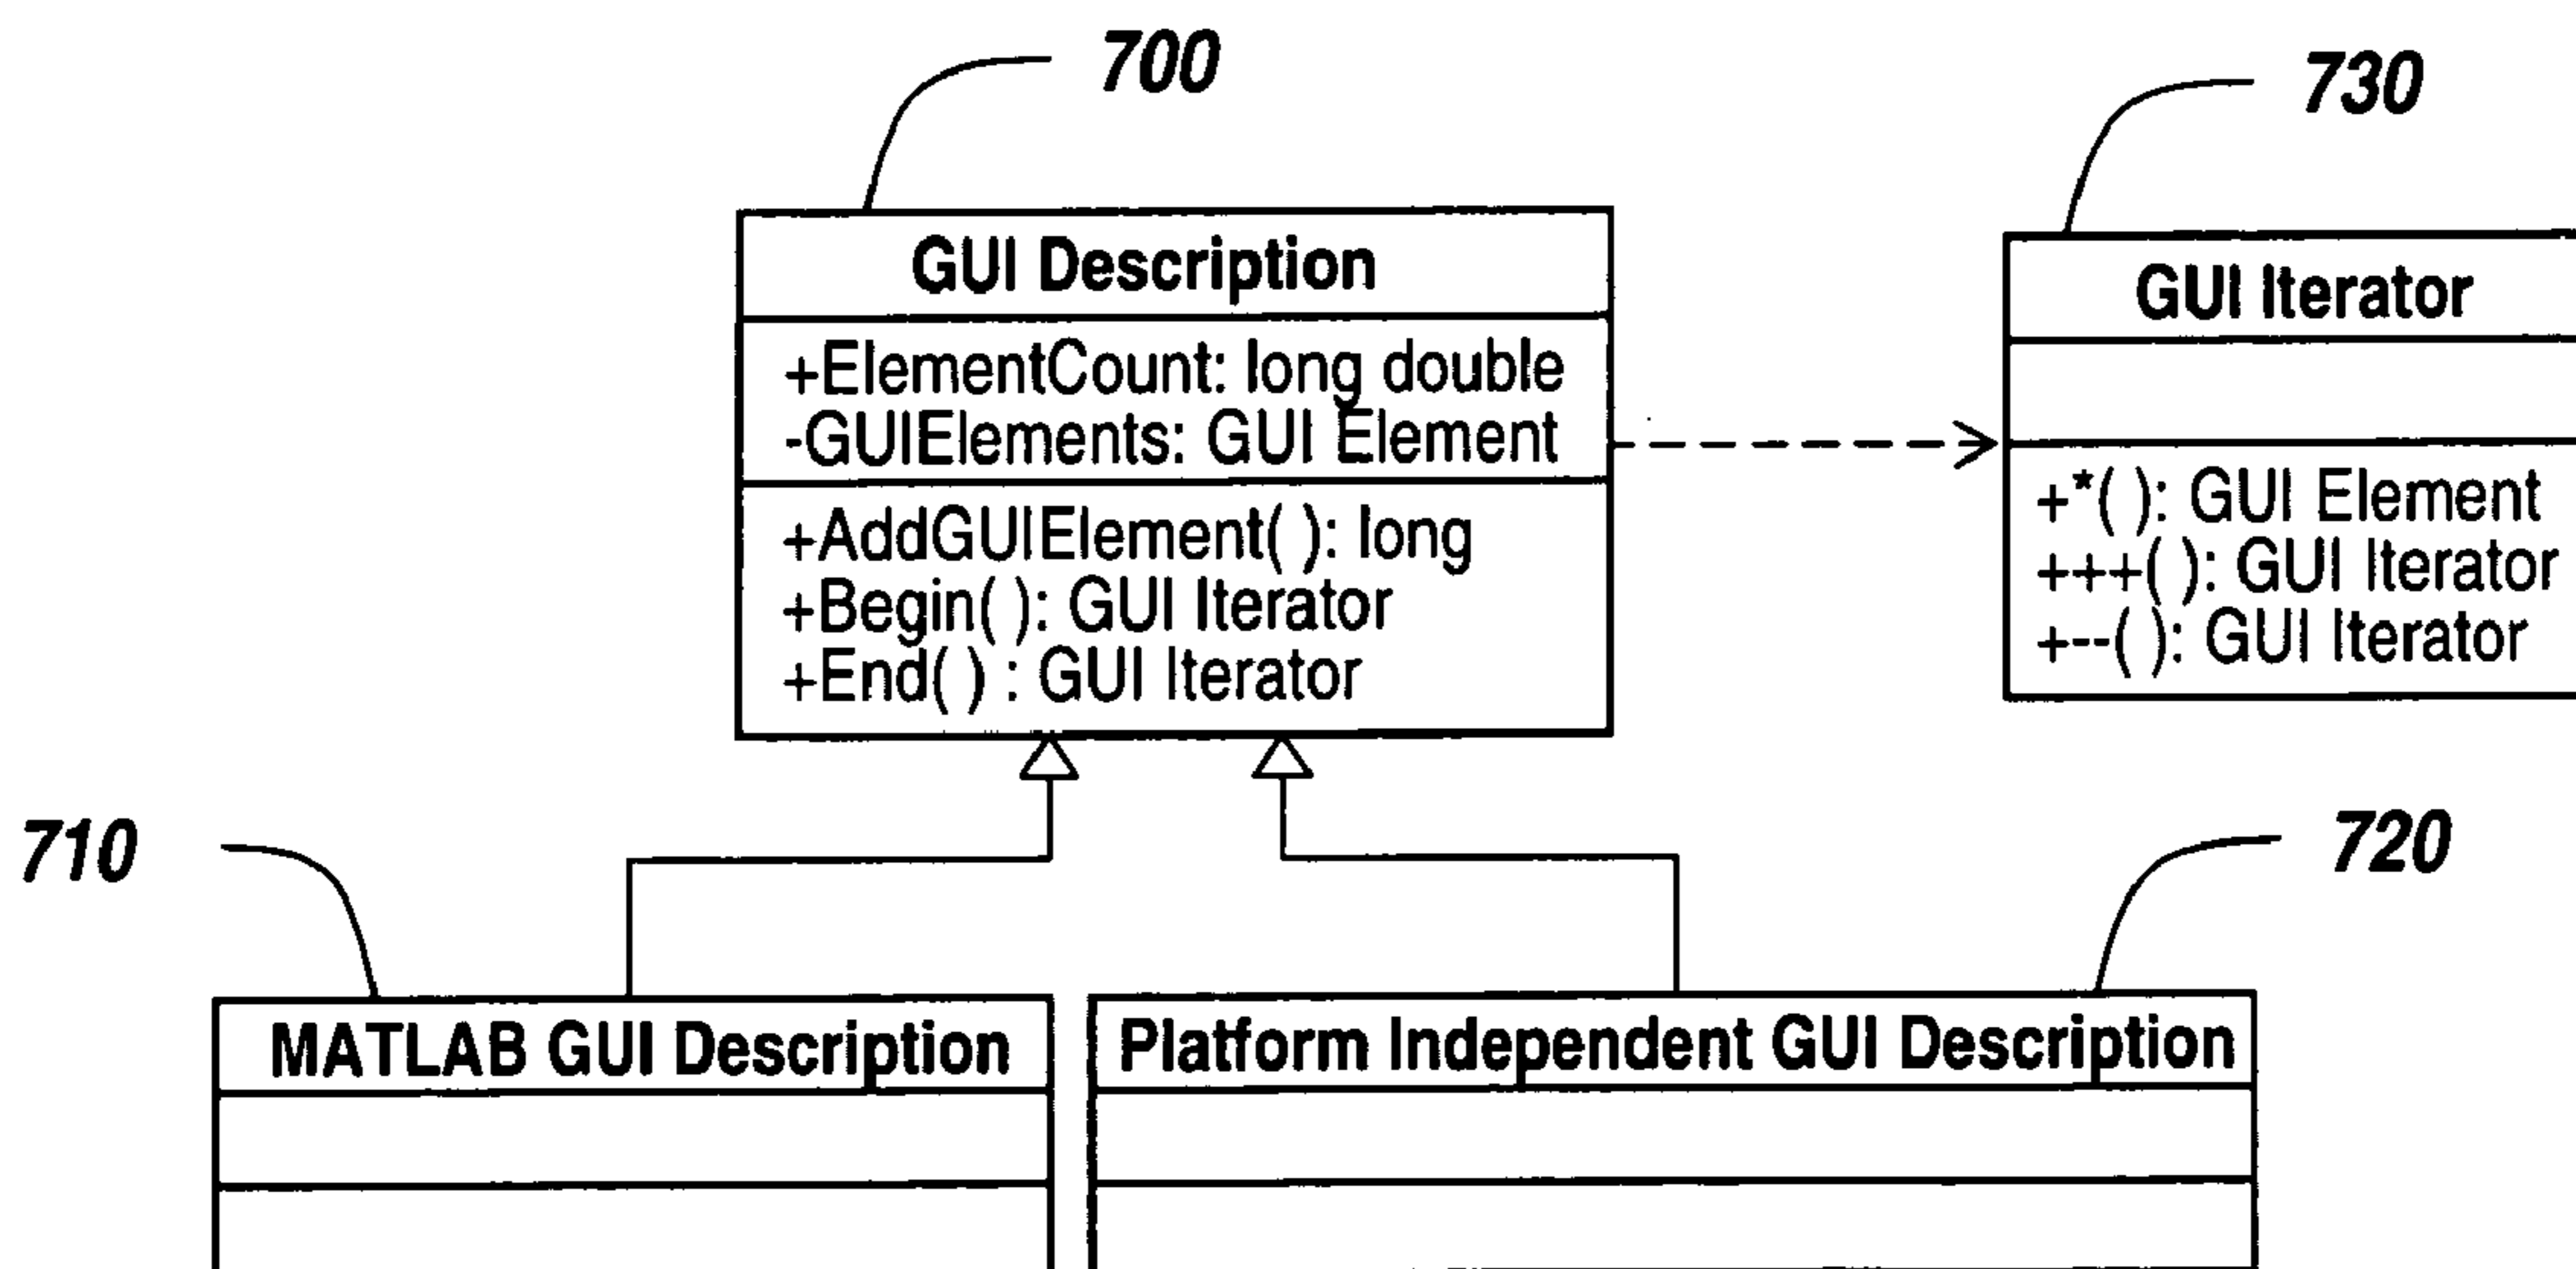 700
730
GUI Description
+ElementCount: long double
-GUIElements: GUI Element
+AddGUIElement( ): long
+Begin( ): GUI Iterator
+End( ) : GUI Iterator
GUI Iterator
+*( ): GUI Element
+++( ): GUI Iterator
+--( ): GUI Iterator
710
720
MATLAB GUI Description
Platform Independent GUI Description